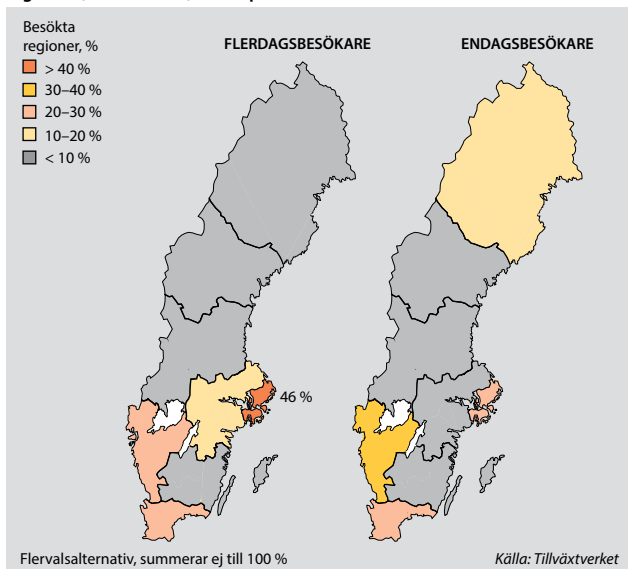 Besökta
regioner, %
> 40 %
30–40 %
20–30 %
10–20 %
< 10 %
FLERDAGSBESÖKARE
ENDAGSBESÖKARE
46 %
Flervalsalternativ, summerar ej till 100 %
Källa: Tillväxtverket